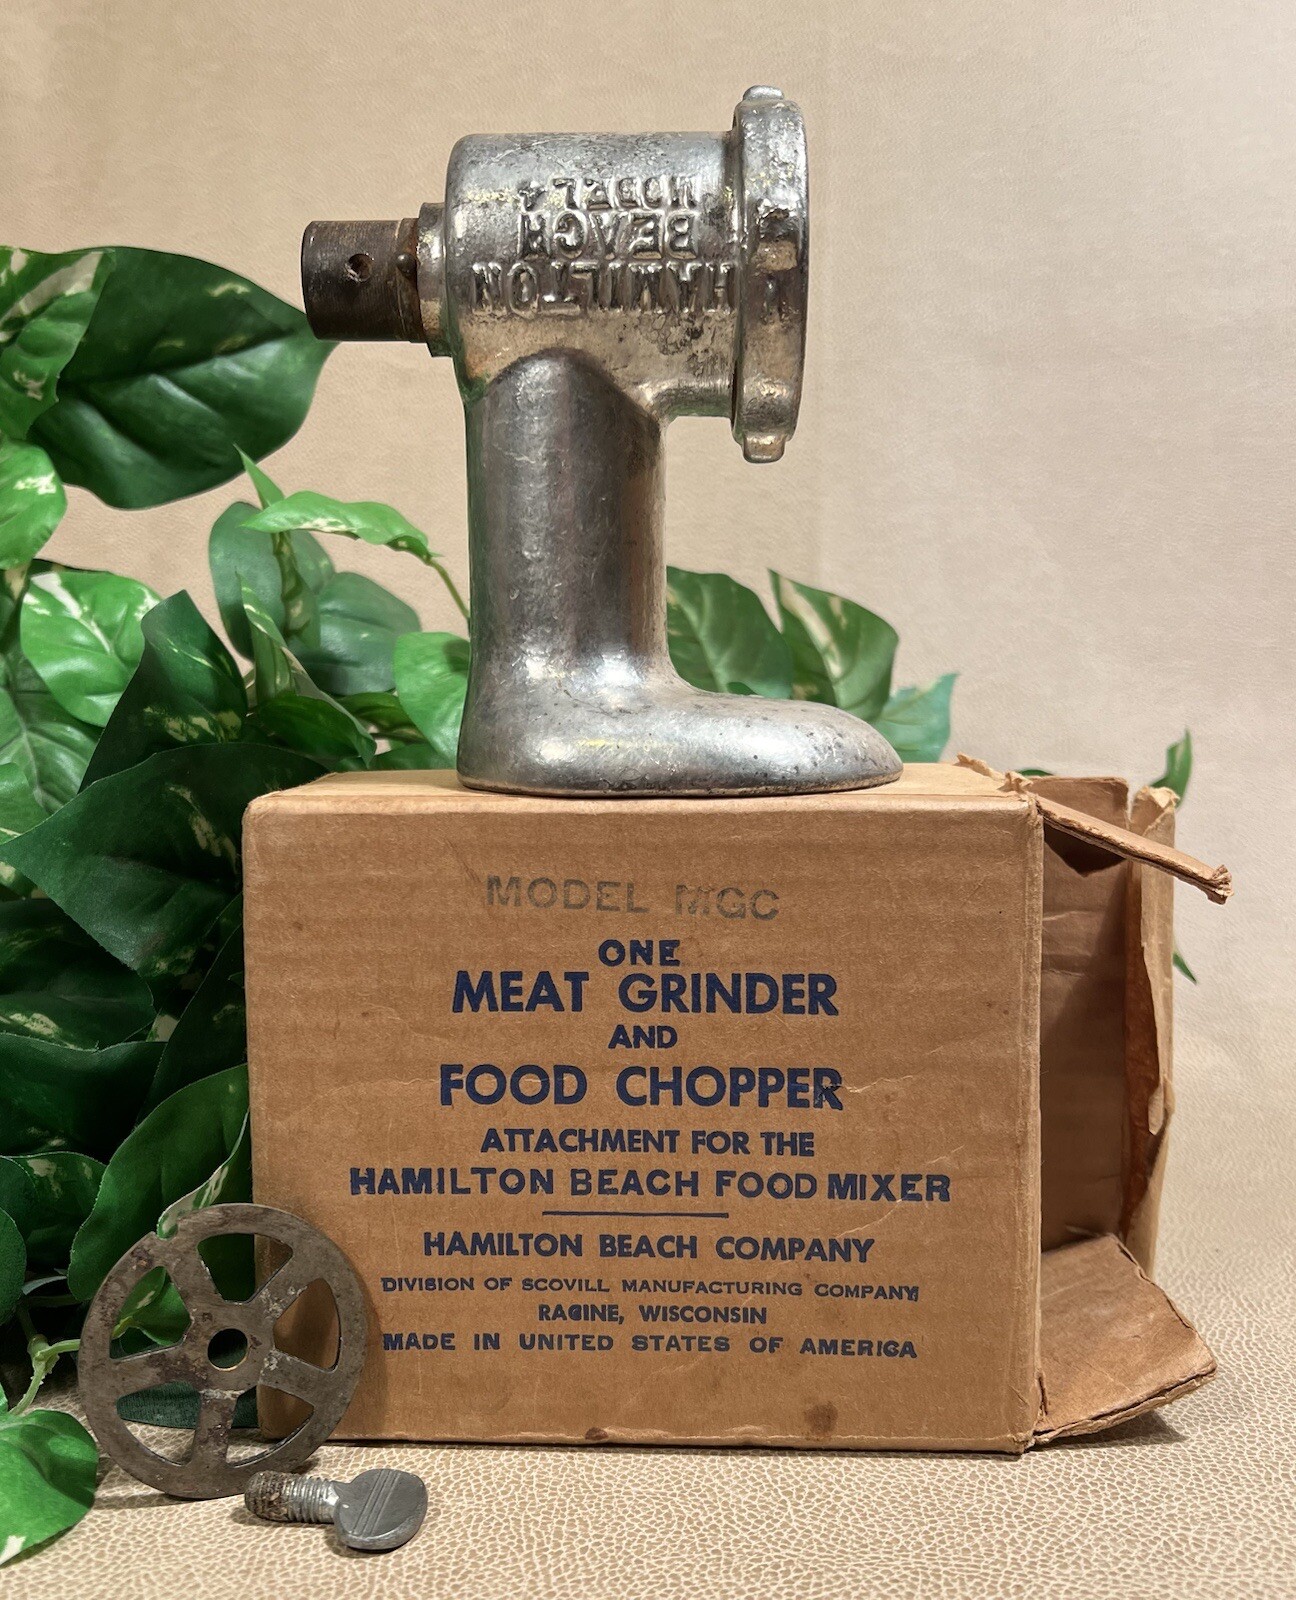 HAMILTON
BEACH
MODEL 4
MODEL MGC
ONE
MEAT GRINDER
AND
FOOD CHOPPER
ATTACHMENT FOR THE
HAMILTON BEACH FOOD MIXER
HAMILTON BEACH COMPANY
DIVISION OF SCOVILL MANUFACTURING COMPANY
RACINE, WISCONSIN
MADE IN UNITED STATES OF AMERICA